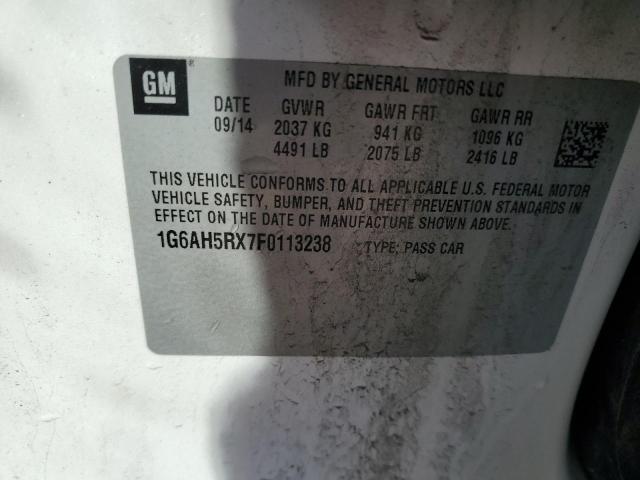 GM ®
MFD BY GENERAL MOTORS LLC
DATE GVWR GAWR FRT GAWR RR
09/14 2037 KG 941 KG 1096 KG
4491 LB 2075 LB 2416 LB
THIS VEHICLE CONFORMS TO ALL APPLICABLE U.S. FEDERAL MOTOR
VEHICLE SAFETY, BUMPER, AND THEFT PREVENTION STANDARDS IN
EFFECT ON THE DATE OF MANUFACTURE SHOWN ABOVE.
1G6AH5RX7F0113238 TYPE: PASS CAR